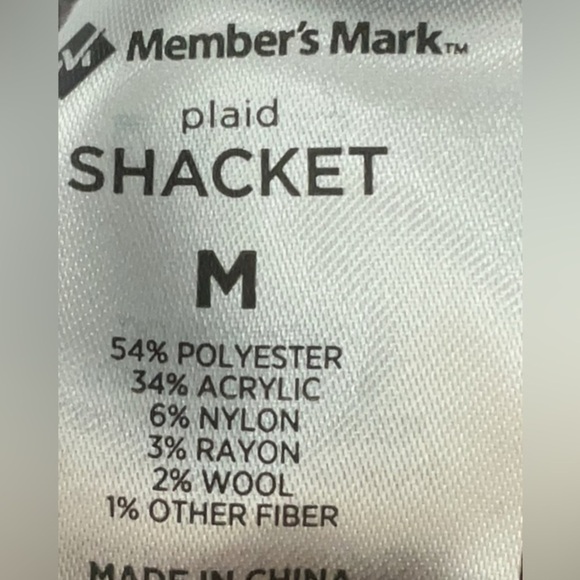 Member's Mark™
plaid
SHACKET
M
54% POLYESTER
34% ACRYLIC
6% NYLON
3% RAYON
2% WOOL
1% OTHER FIBER
MADE IN CHINA